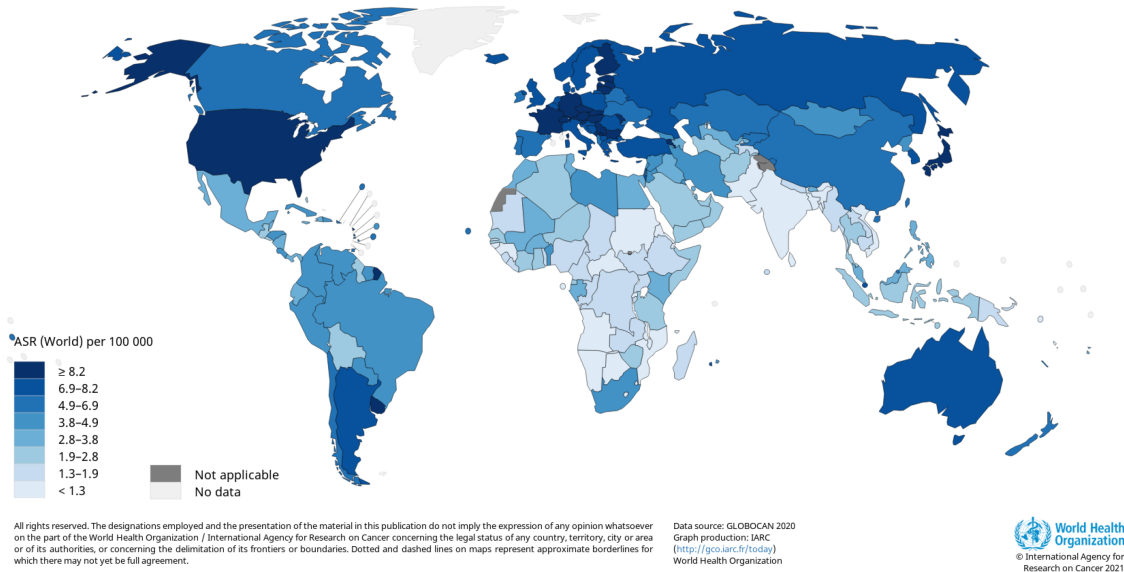 ASR (World) per 100 000
≥ 8.2
6.9–8.2
4.9–6.9
3.8–4.9
2.8–3.8
1.9–2.8
1.3–1.9
< 1.3
Not applicable
No data
All rights reserved. The designations employed and the presentation of the material in this publication do not imply the expression of any opinion whatsoever
on the part of the World Health Organization / International Agency for Research on Cancer concerning the legal status of any country, territory, city or area
or of its authorities, or concerning the delimitation of its frontiers or boundaries. Dotted and dashed lines on maps represent approximate borderlines for
which there may not yet be full agreement.
Data source: GLOBOCAN 2020
Graph production: IARC
(http://gco.iarc.fr/today)
World Health Organization
World Health
Organization
© International Agency for
Research on Cancer 2021